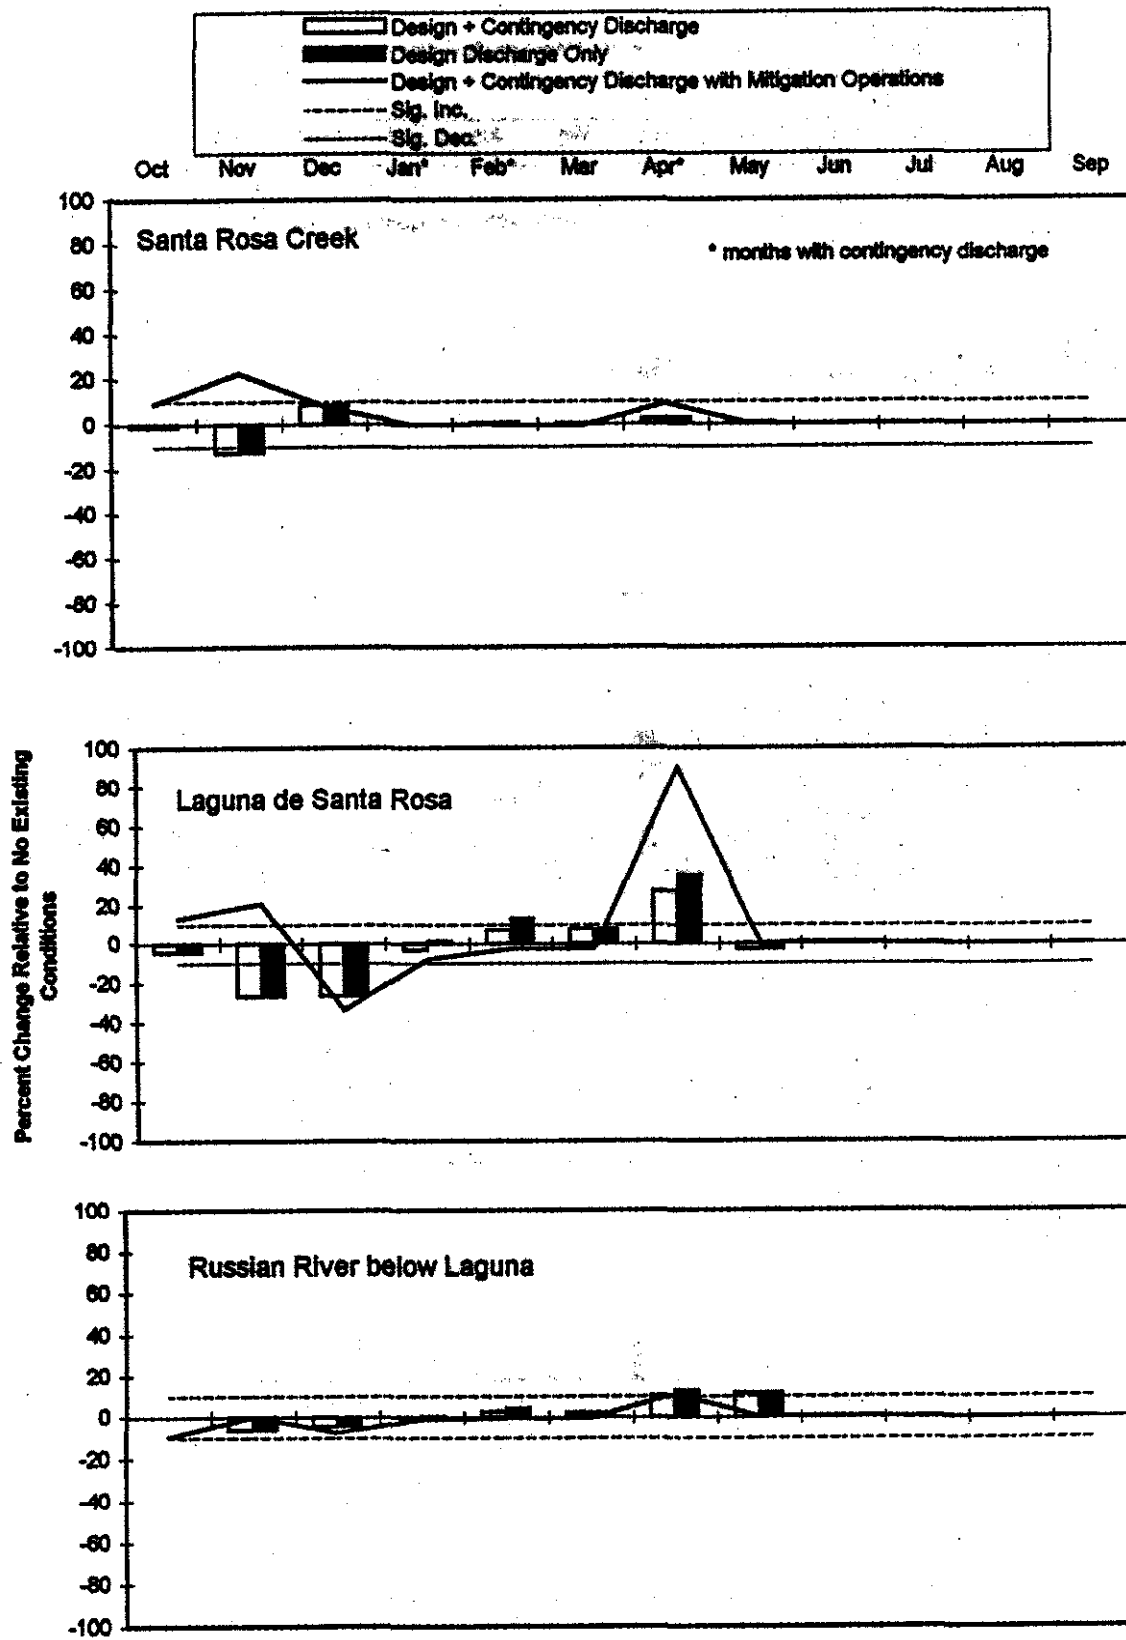 Design + Contingency Discharge
Design Discharge Only
Design + Contingency Discharge with Mitigation Operations
Sig. Inc.
Sig. Dec.
Oct Nov Dec Jan* Feb* Mar Apr* May Jun Jul Aug Sep
100
80
60
40
20
0
-20
-40
-60
-80
-100
Santa Rosa Creek
* months with contingency discharge
Percent Change Relative to No Existing
Conditions
100
80
60
40
20
0
-20
-40
-60
-80
-100
Laguna de Santa Rosa
100
80
60
40
20
0
-20
-40
-60
-80
-100
Russian River below Laguna